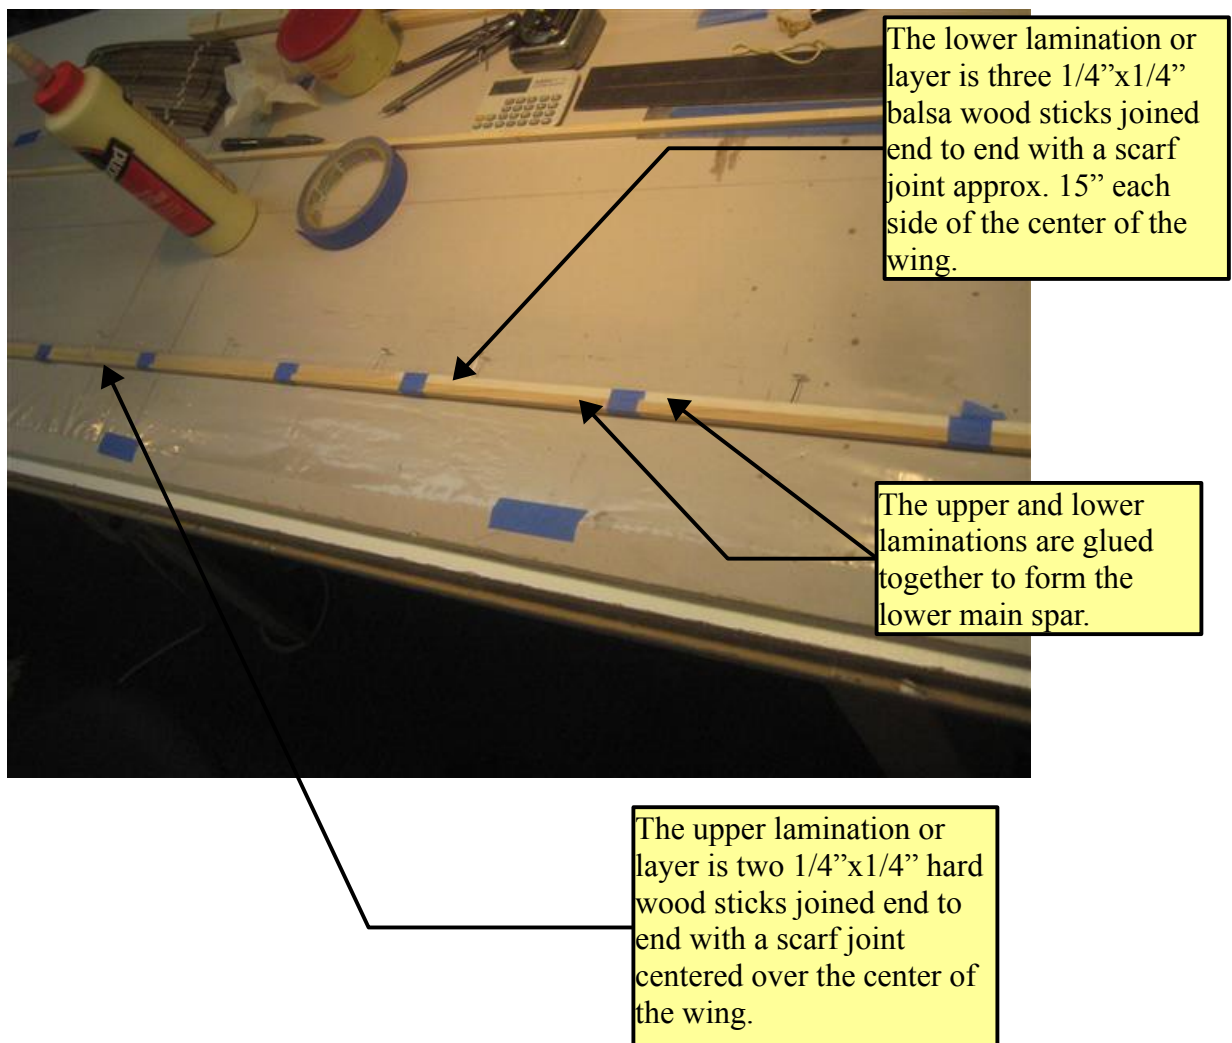 The lower lamination or
layer is three 1/4”x1/4”
balsa wood sticks joined
end to end with a scarf
joint approx. 15” each
side of the center of the
wing.
The upper and lower
laminations are glued
together to form the
lower main spar.
The upper lamination or
layer is two 1/4”x1/4” hard
wood sticks joined end to
end with a scarf joint
centered over the center of
the wing.